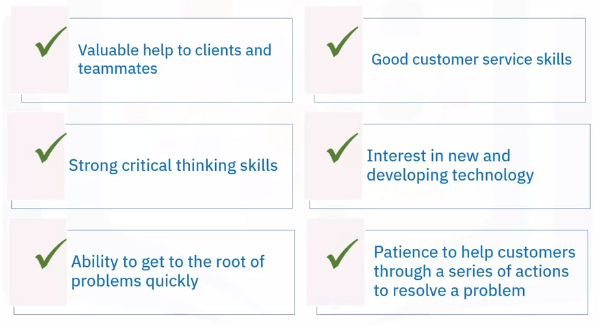 Valuable help to clients and
teammates
Good customer service skills
Strong critical thinking skills
Interest in new and
developing technology
Ability to get to the root of
problems quickly
Patience to help customers
through a series of actions
to resolve a problem